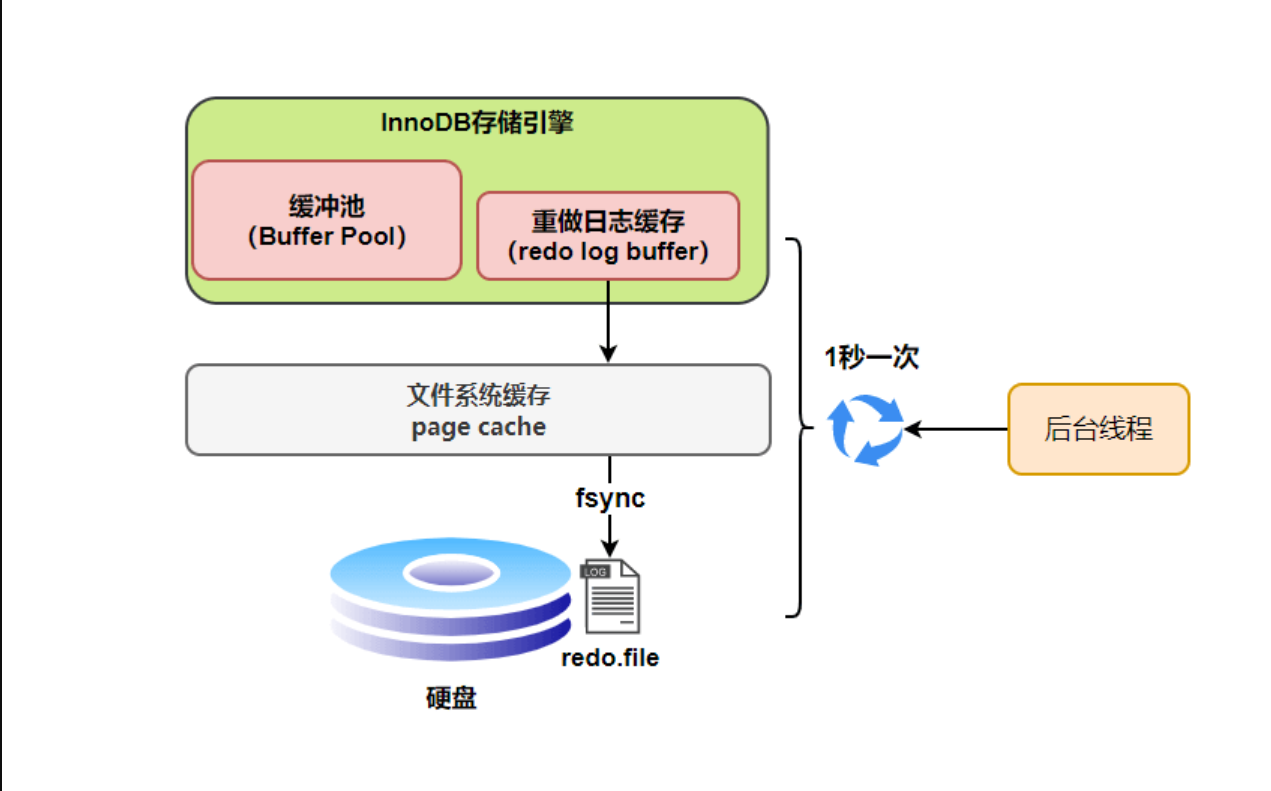 InnoDB存储引擎
缓冲池
（Buffer Pool）
重做日志缓存
（redo log buffer）
1秒一次
文件系统缓存
page cache
后台线程
fsync
LOG
redo.file
硬盘